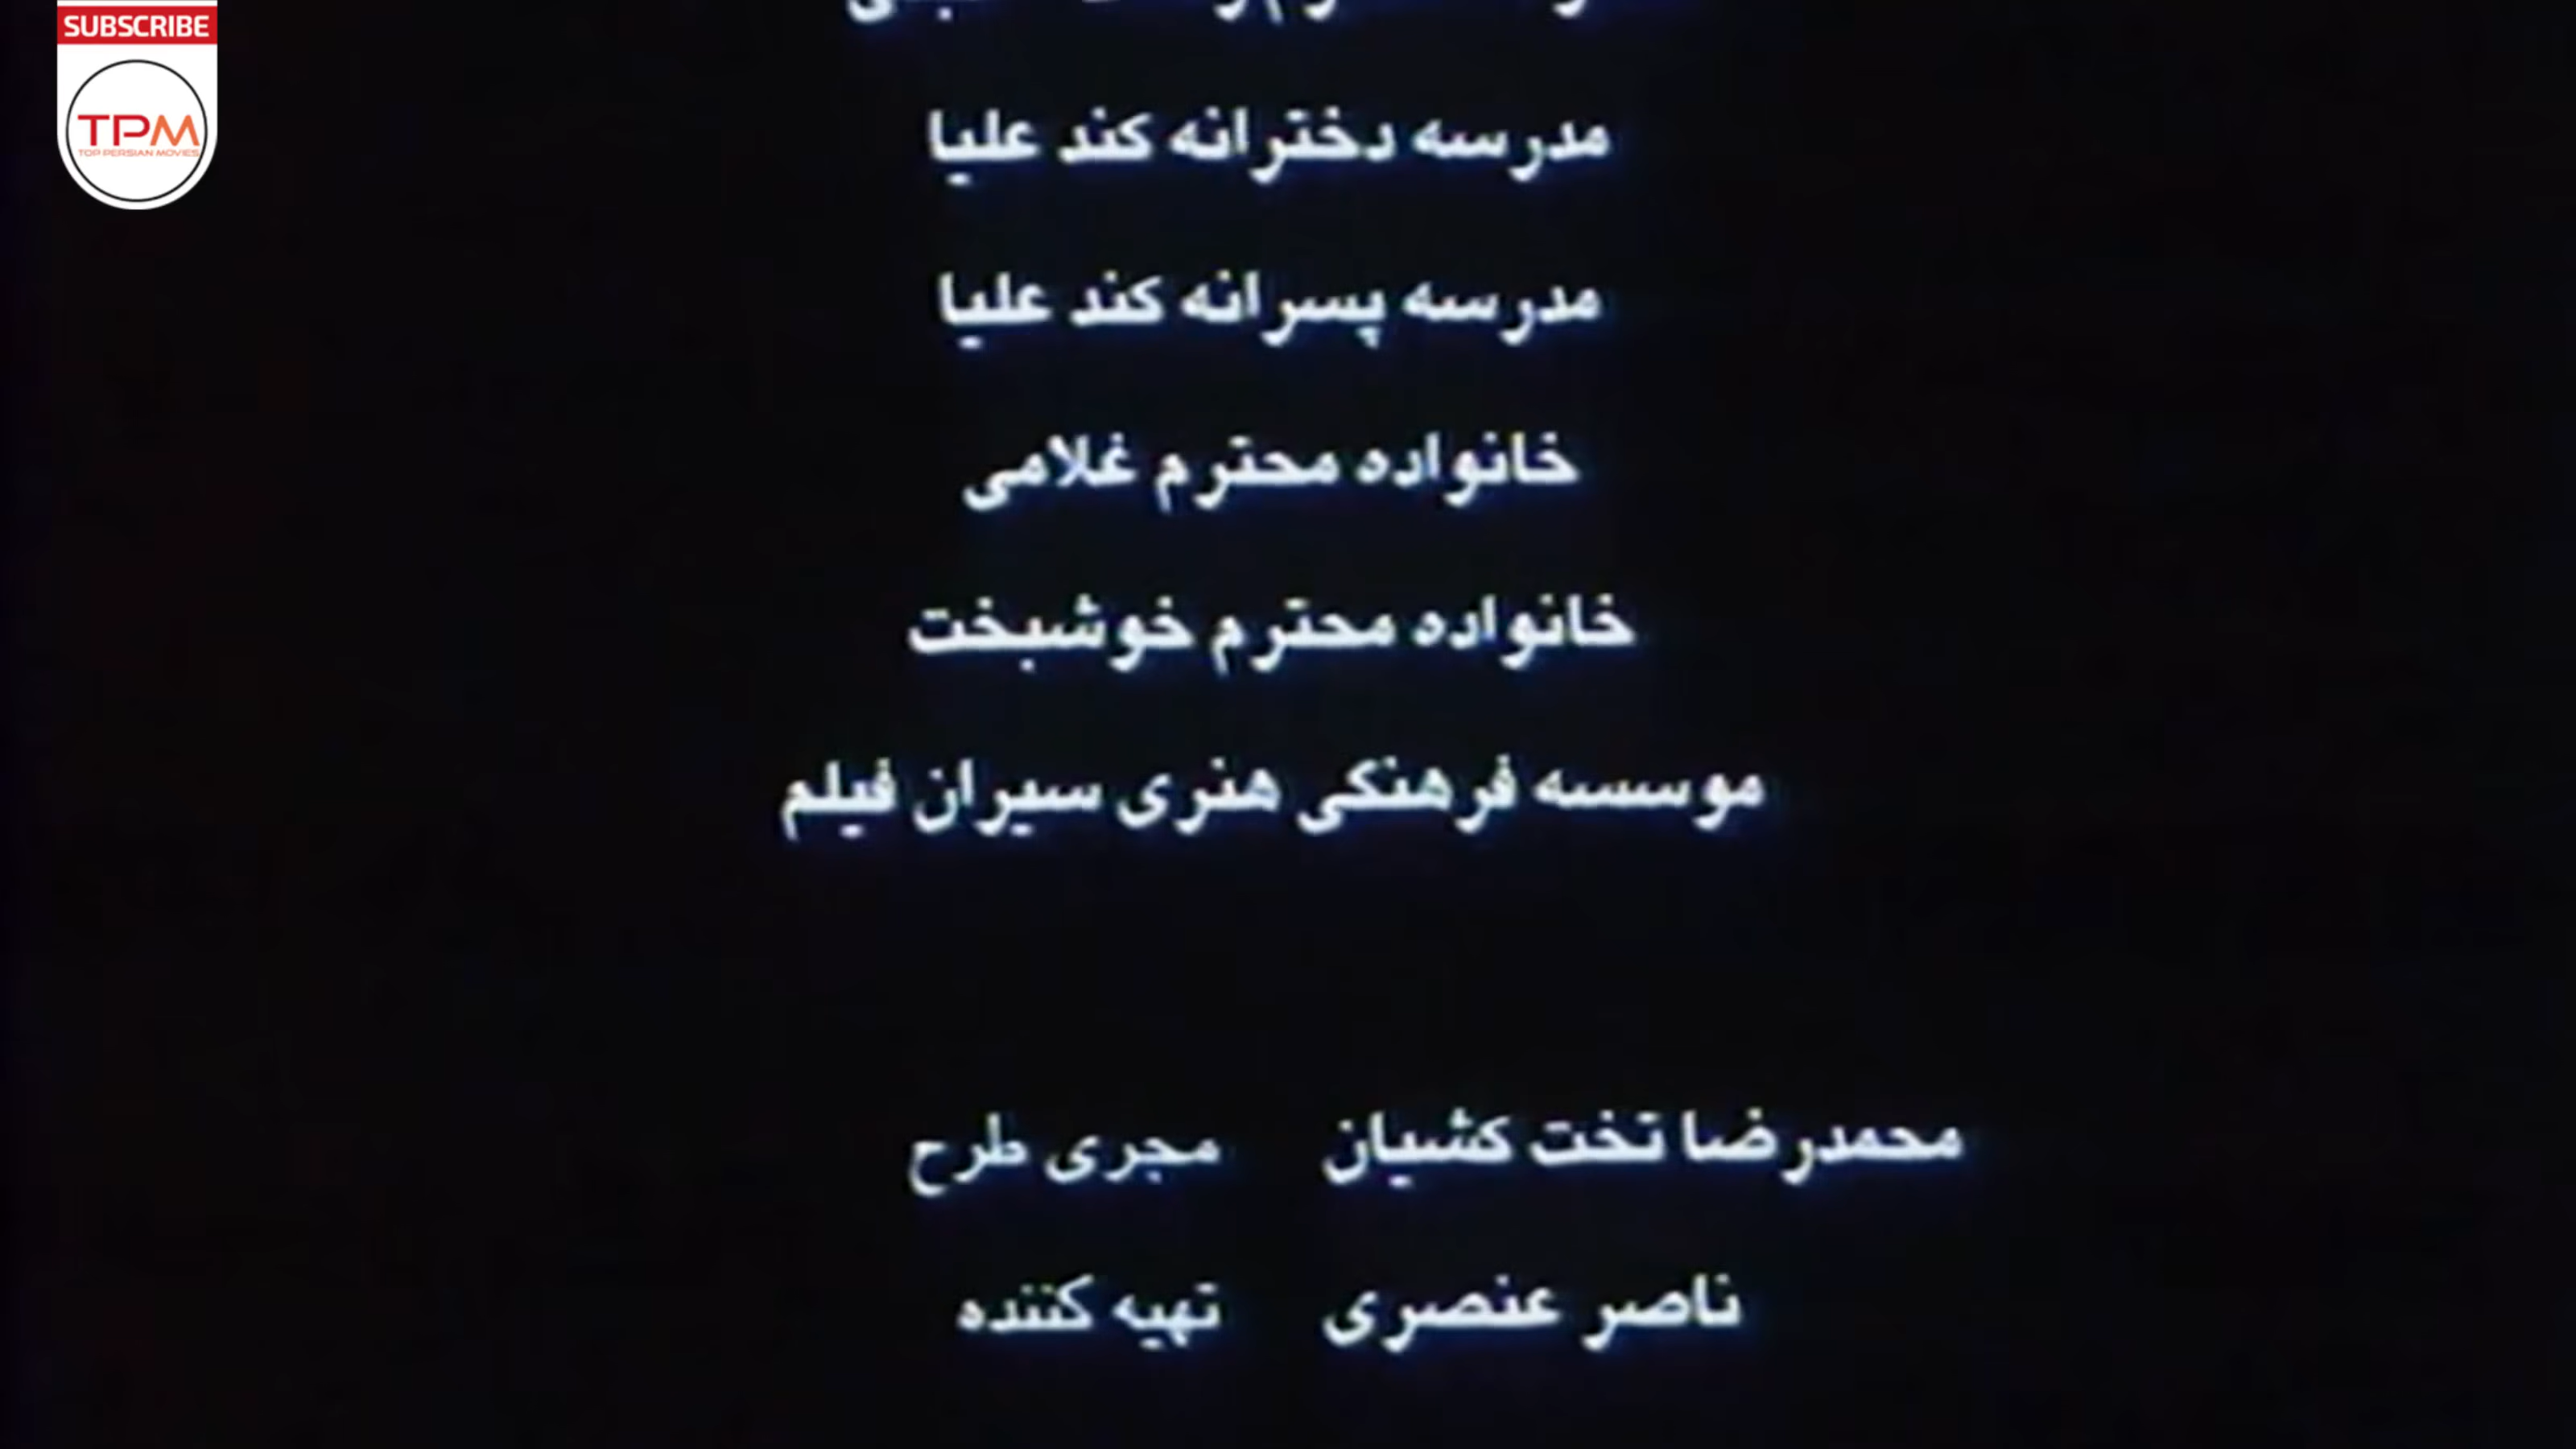 SUBSCRIBE
TPM
TOP PERSIAN MOVIES
مدرسه دخترانه کند علیا
مدرسه پسرانه کند علیا
خانواده محترم غلامی
خانواده محترم خوشبخت
موسسه فرهنگی هنری سیران فیلم
محمدرضا تخت کشیان مجری طرح
ناصر عنصری تهیه کننده